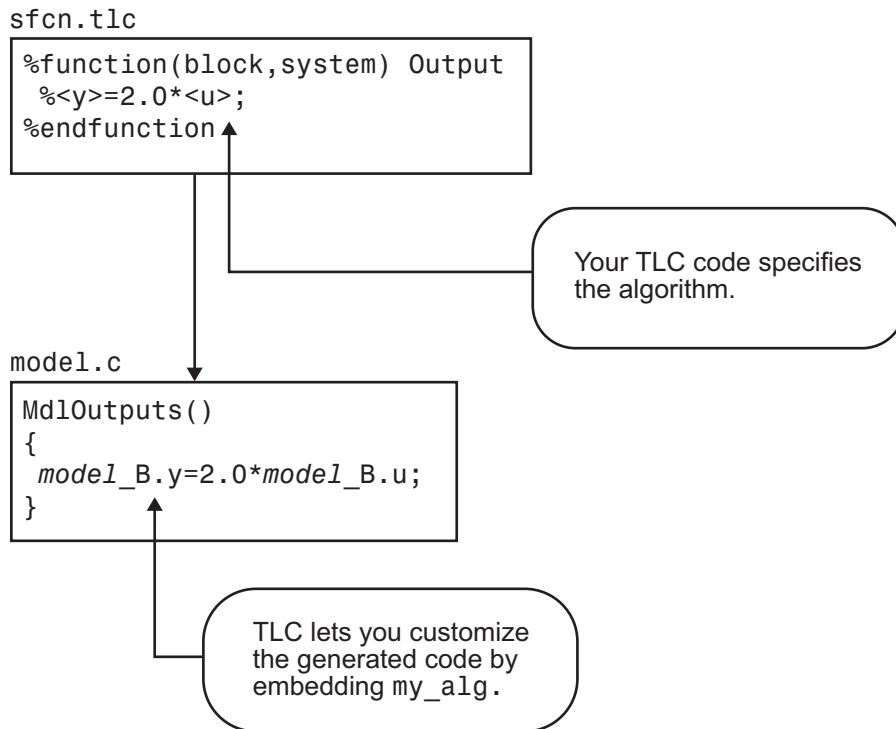 sfcn.tlc
%function(block,system) Output
%<y>=2.0*<u>;
%endfunction
Your TLC code specifies
the algorithm.
model.c
MdlOutputs()
{
model_B.y=2.0*model_B.u;
}
TLC lets you customize
the generated code by
embedding my_alg.